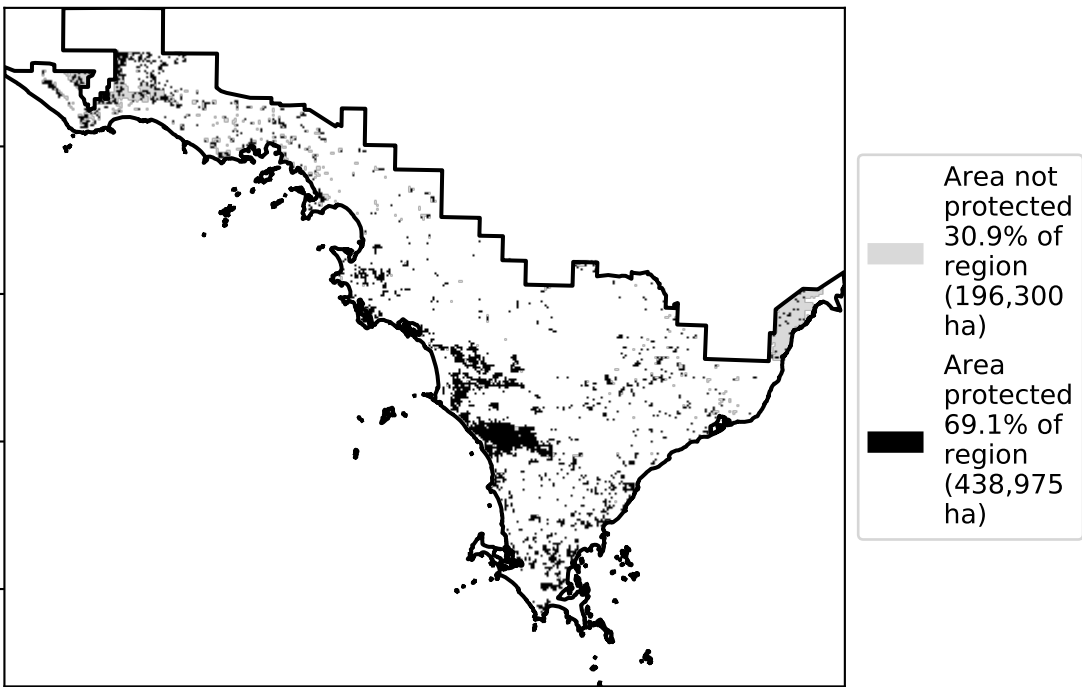 Area not
protected
30.9% of
region
(196,300
ha)
Area
protected
69.1% of
region
(438,975
ha)